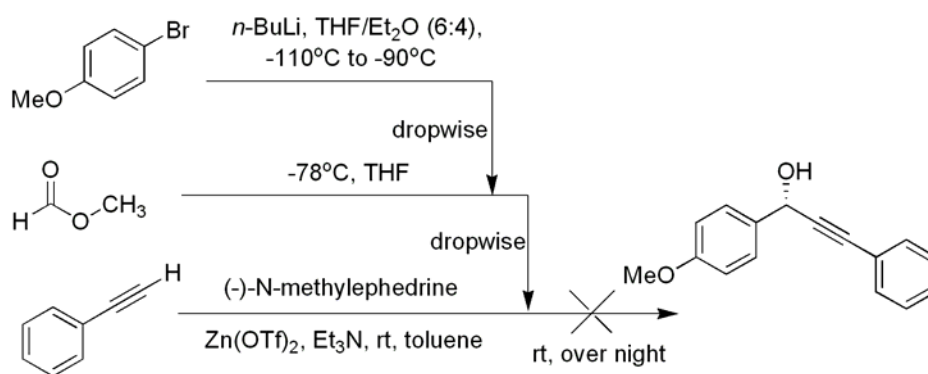 Br
MeO
n-BuLi, THF/Et2O (6:4),
-110°C to -90°C
dropwise
O
H
O
CH3
-78°C, THF
dropwise
H
(-)-N-methylephedrine
Zn(OTf)2, Et3N, rt, toluene
rt, over night
OH
MeO